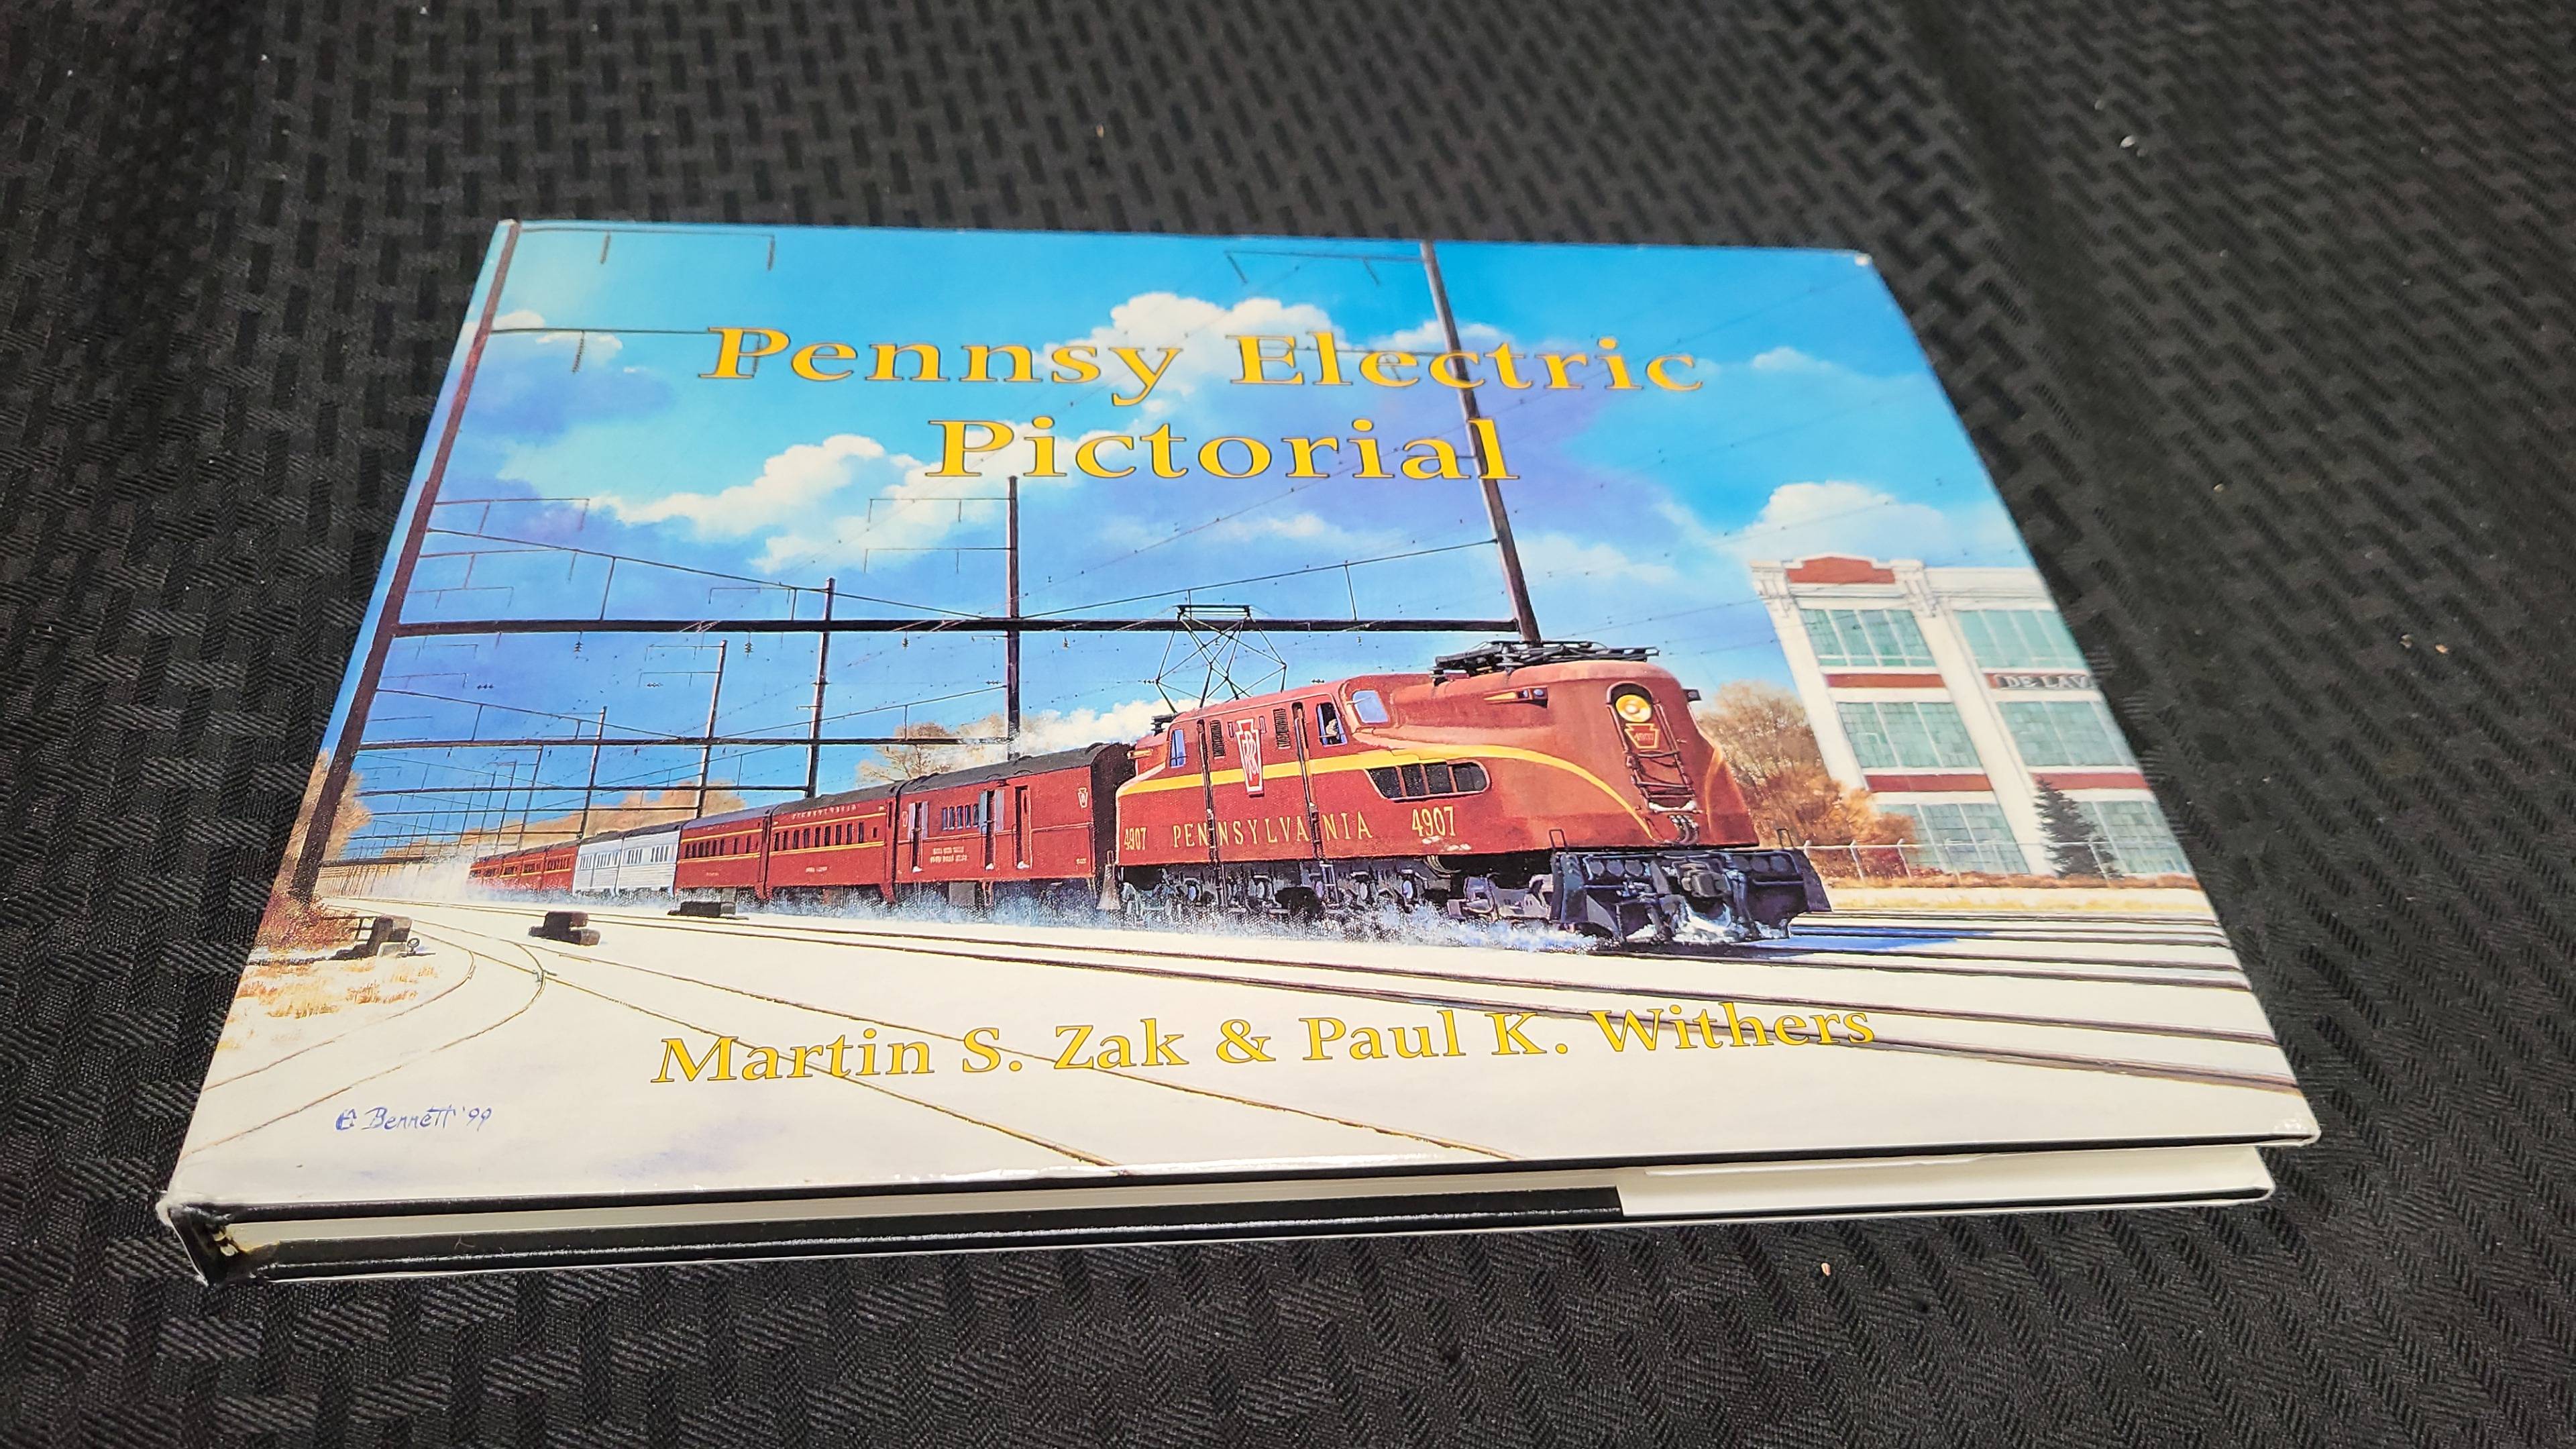 Pennsy Electric
Pictorial
DE LAV
4907 PENNSYLVANIA 4907
Martin S. Zak & Paul K. Withers
Bennett '99